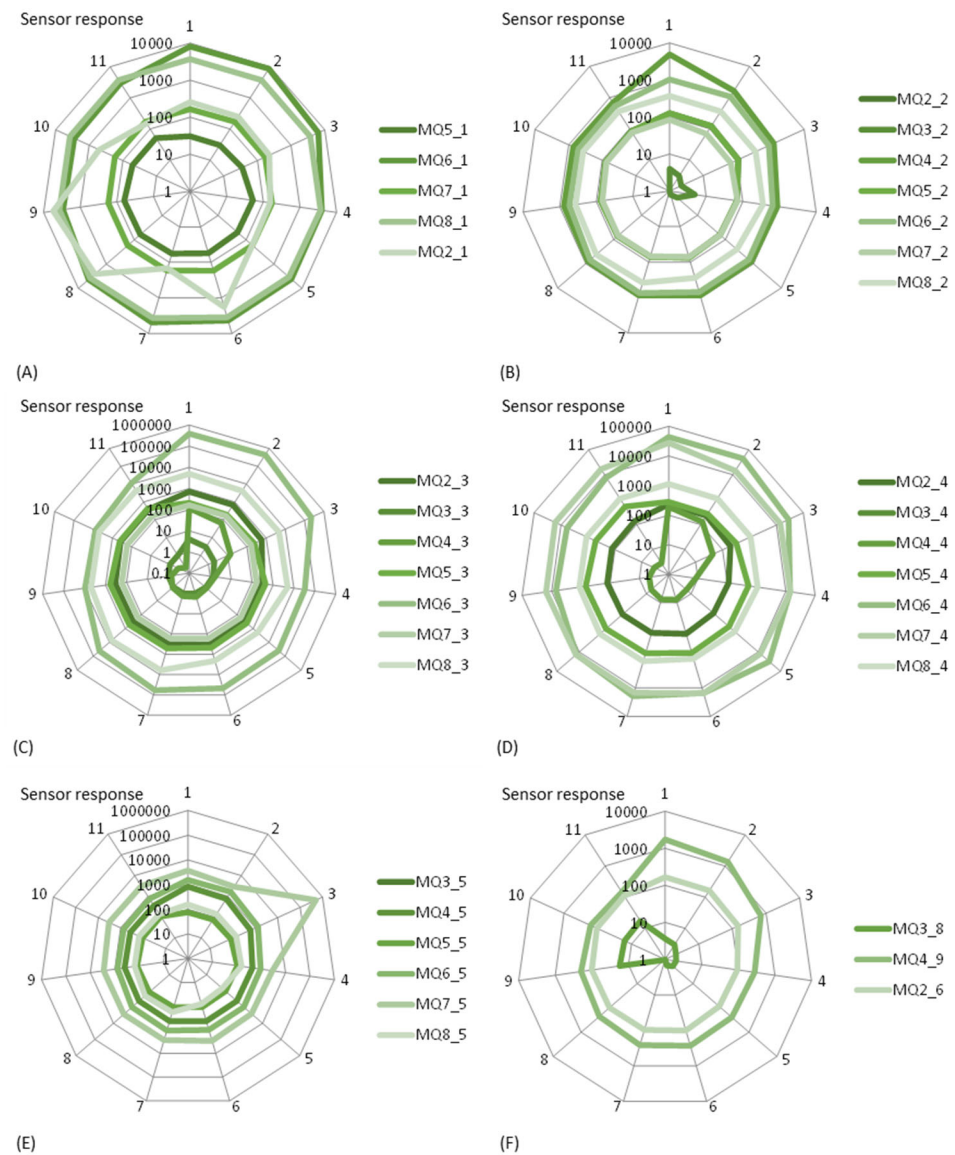 Sensor response
1
2
3
4
5
6
7
8
9
10
11
10000
1000
100
10
1
MQ5_1
MQ6_1
MQ7_1
MQ8_1
MQ2_1
(A)
Sensor response
1
2
3
4
5
6
7
8
9
10
11
10000
1000
100
10
1
MQ2_2
MQ3_2
MQ4_2
MQ5_2
MQ6_2
MQ7_2
MQ8_2
(B)
Sensor response
1
2
3
4
5
6
7
8
9
10
11
1000000
100000
10000
1000
100
10
1
0.1
MQ2_3
MQ3_3
MQ4_3
MQ5_3
MQ6_3
MQ7_3
MQ8_3
(C)
Sensor response
1
2
3
4
5
6
7
8
9
10
11
100000
10000
1000
100
10
1
MQ2_4
MQ3_4
MQ4_4
MQ5_4
MQ6_4
MQ7_4
MQ8_4
(D)
Sensor response
1
2
3
4
5
6
7
8
9
10
11
1000000
100000
10000
1000
100
10
1
MQ3_5
MQ4_5
MQ5_5
MQ6_5
MQ7_5
MQ8_5
(E)
Sensor response
1
2
3
4
5
6
7
8
9
10
11
10000
1000
100
10
1
MQ3_8
MQ4_9
MQ2_6
(F)